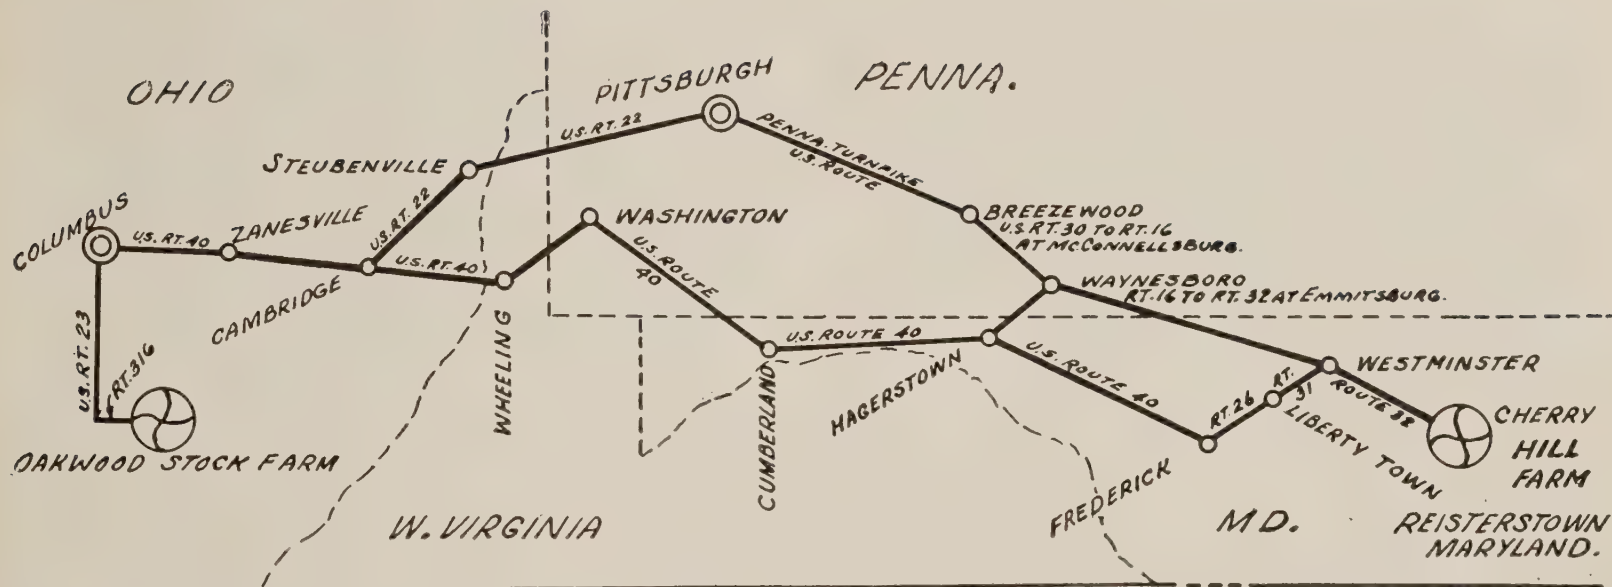 OHIO
PITTSBURGH
PENNA.
U.S. RT. 22
PENNA. TURNPIKE
U.S. ROUTE
STEUBENVILLE
COLUMBUS
U.S. RT. 40
ZANESVILLE
U.S. RT. 22
WASHINGTON
BREEZEWOOD
U.S. RT. 30 TO RT. 16
AT MCCONNELLSBURG.
U.S. RT. 40
CAMBRIDGE
U.S. ROUTE
40
WAYNESBORO
RT. 16 TO RT. 32 AT EMMITSBURG.
U.S. RT. 23
RT. 316
WHEELING
U.S. ROUTE 40
CUMBERLAND
HAGERSTOWN
U.S. ROUTE 40
WESTMINSTER
RT. 26
RT.
31
ROUTE 32
LIBERTY TOWN
CHERRY
HILL
FARM
OAKWOOD STOCK FARM
FREDERICK
W. VIRGINIA
MD.
REISTERSTOWN
MARYLAND.